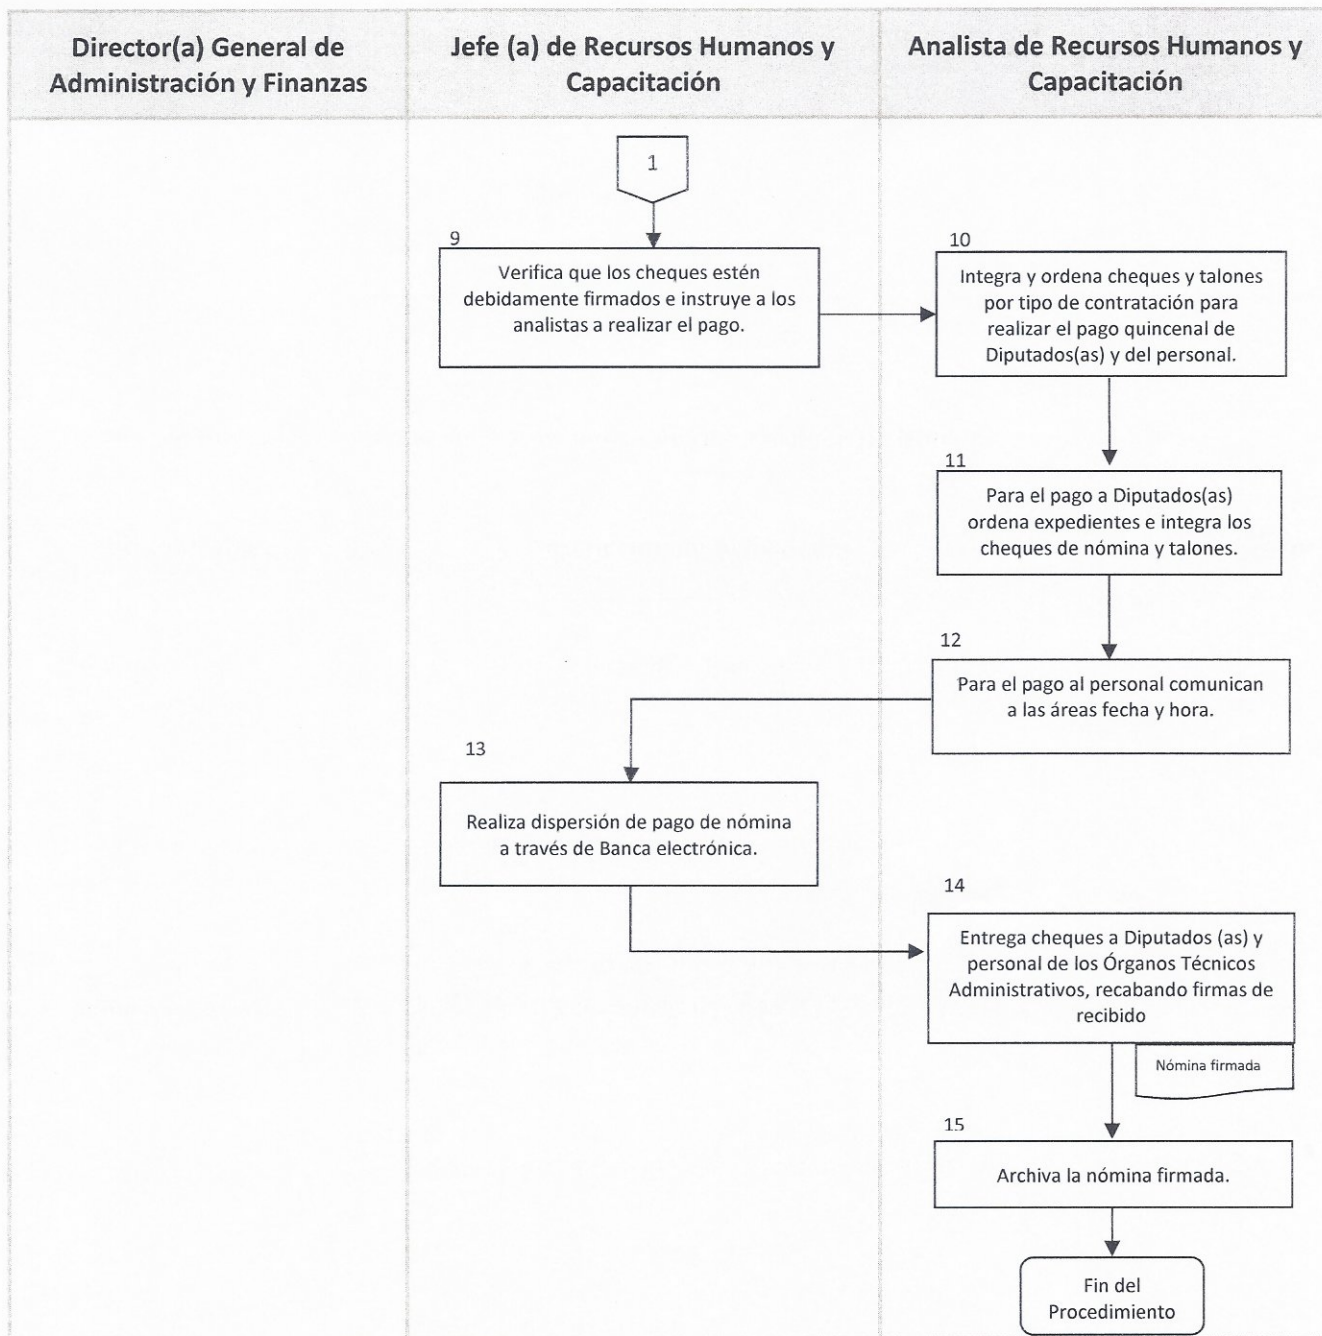 Director(a) General de
Administración y Finanzas
Jefe (a) de Recursos Humanos y
Capacitación
Analista de Recursos Humanos y
Capacitación
1
9
Verifica que los cheques estén
debidamente firmados e instruye a los
analistas a realizar el pago.
10
Integra y ordena cheques y talones
por tipo de contratación para
realizar el pago quincenal de
Diputados(as) y del personal.
11
Para el pago a Diputados(as)
ordena expedientes e integra los
cheques de nómina y talones.
12
Para el pago al personal comunican
a las áreas fecha y hora.
13
Realiza dispersión de pago de nómina
a través de Banca electrónica.
14
Entrega cheques a Diputados (as) y
personal de los Órganos Técnicos
Administrativos, recabando firmas de
recibido
Nómina firmada
15
Archiva la nómina firmada.
Fin del
Procedimiento